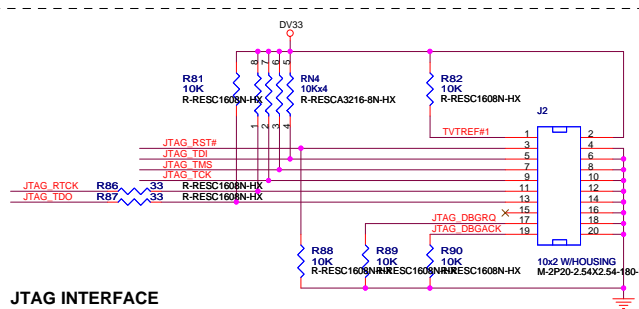 DV33
R81
10K
R-RESC1608N-HX
8
7
6
5
RN4
10Kx4
R-RESCA3216-8N-HX
1
2
3
4
R82
10K
R-RESC1608N-HX
J2
TVTREF#1
1 2
JTAG_RST# 3 4
JTAG_TDI 5 6
JTAG_TMS 7 8
JTAG_TCK 9 10
JTAG_RTCK R86 33 R-RESC1608N-HX 11 12
JTAG_TDO R87 33 R-RESC1608N-HX 13 14
15 16
JTAG_DBGRQ 17 18
JTAG_DBGACK 19 20
R88
10K
R-RESC1608N-HX
R89
10K
R-RESC1608N-HX
R90
10K
R-RESC1608N-HX
10x2 W/HOUSING
M-2P20-2.54X2.54-180-
JTAG INTERFACE